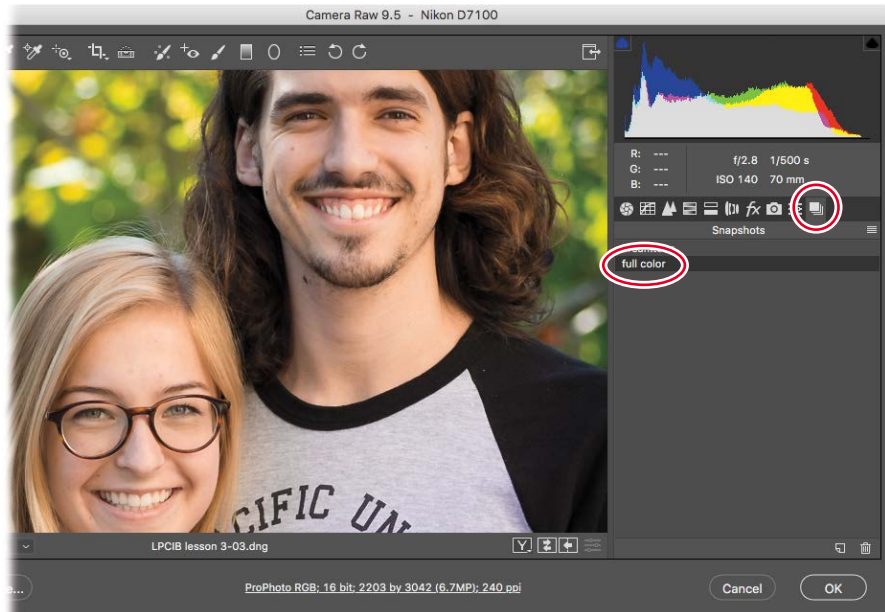 Camera Raw 9.5 - Nikon D7100
R: ---
G: ---
B: ---
f/2.8 1/500 s
ISO 140 70 mm
fx
Snapshots
full color
CIFIC UN
LPCIB lesson 3-03.dng
Y
...)
ProPhoto RGB; 16 bit; 2203 by 3042 (6.7MP); 240 ppi
Cancel
OK